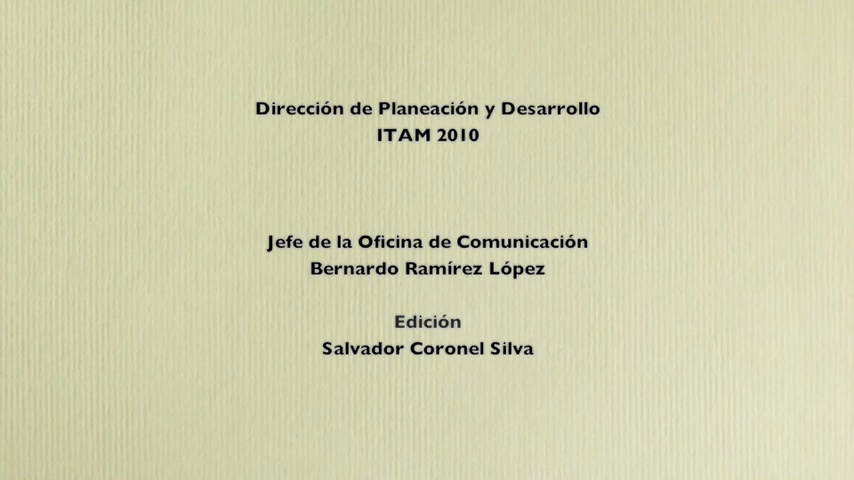 Dirección de Planeación y Desarrollo
ITAM 2010
Jefe de la Oficina de Comunicación
Bernardo Ramírez López
Edición
Salvador Coronel Silva